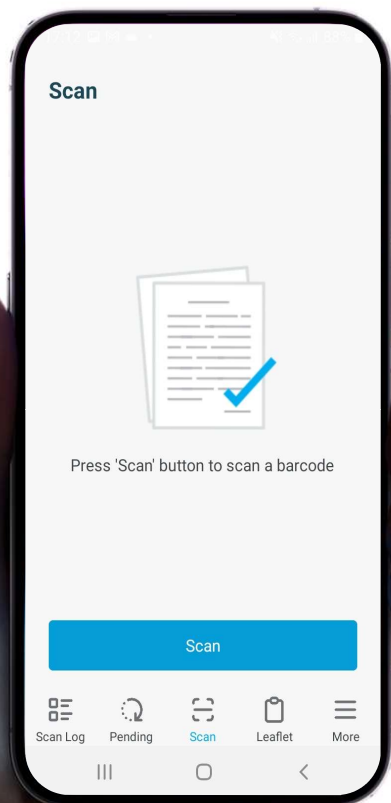 Scan
Press 'Scan' button to scan a barcode
Scan
Scan Log
Pending
Scan
Leaflet
More